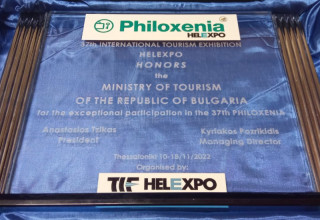 Philoxenia
HELEXPO
37th INTERNATIONAL TOURISM EXHIBITION
HELEXPO
HONORS
the
MINISTRY OF TOURISM
OF THE REPUBLIC OF BULGARIA
for the exceptional participation in the 37th PHILOXENIA
Anastasios Tzikas Kyriakos Pozrikidis
President Managing Director
Thessaloniki 10-18/11/2022
Organised by:
TIF HELEXPO